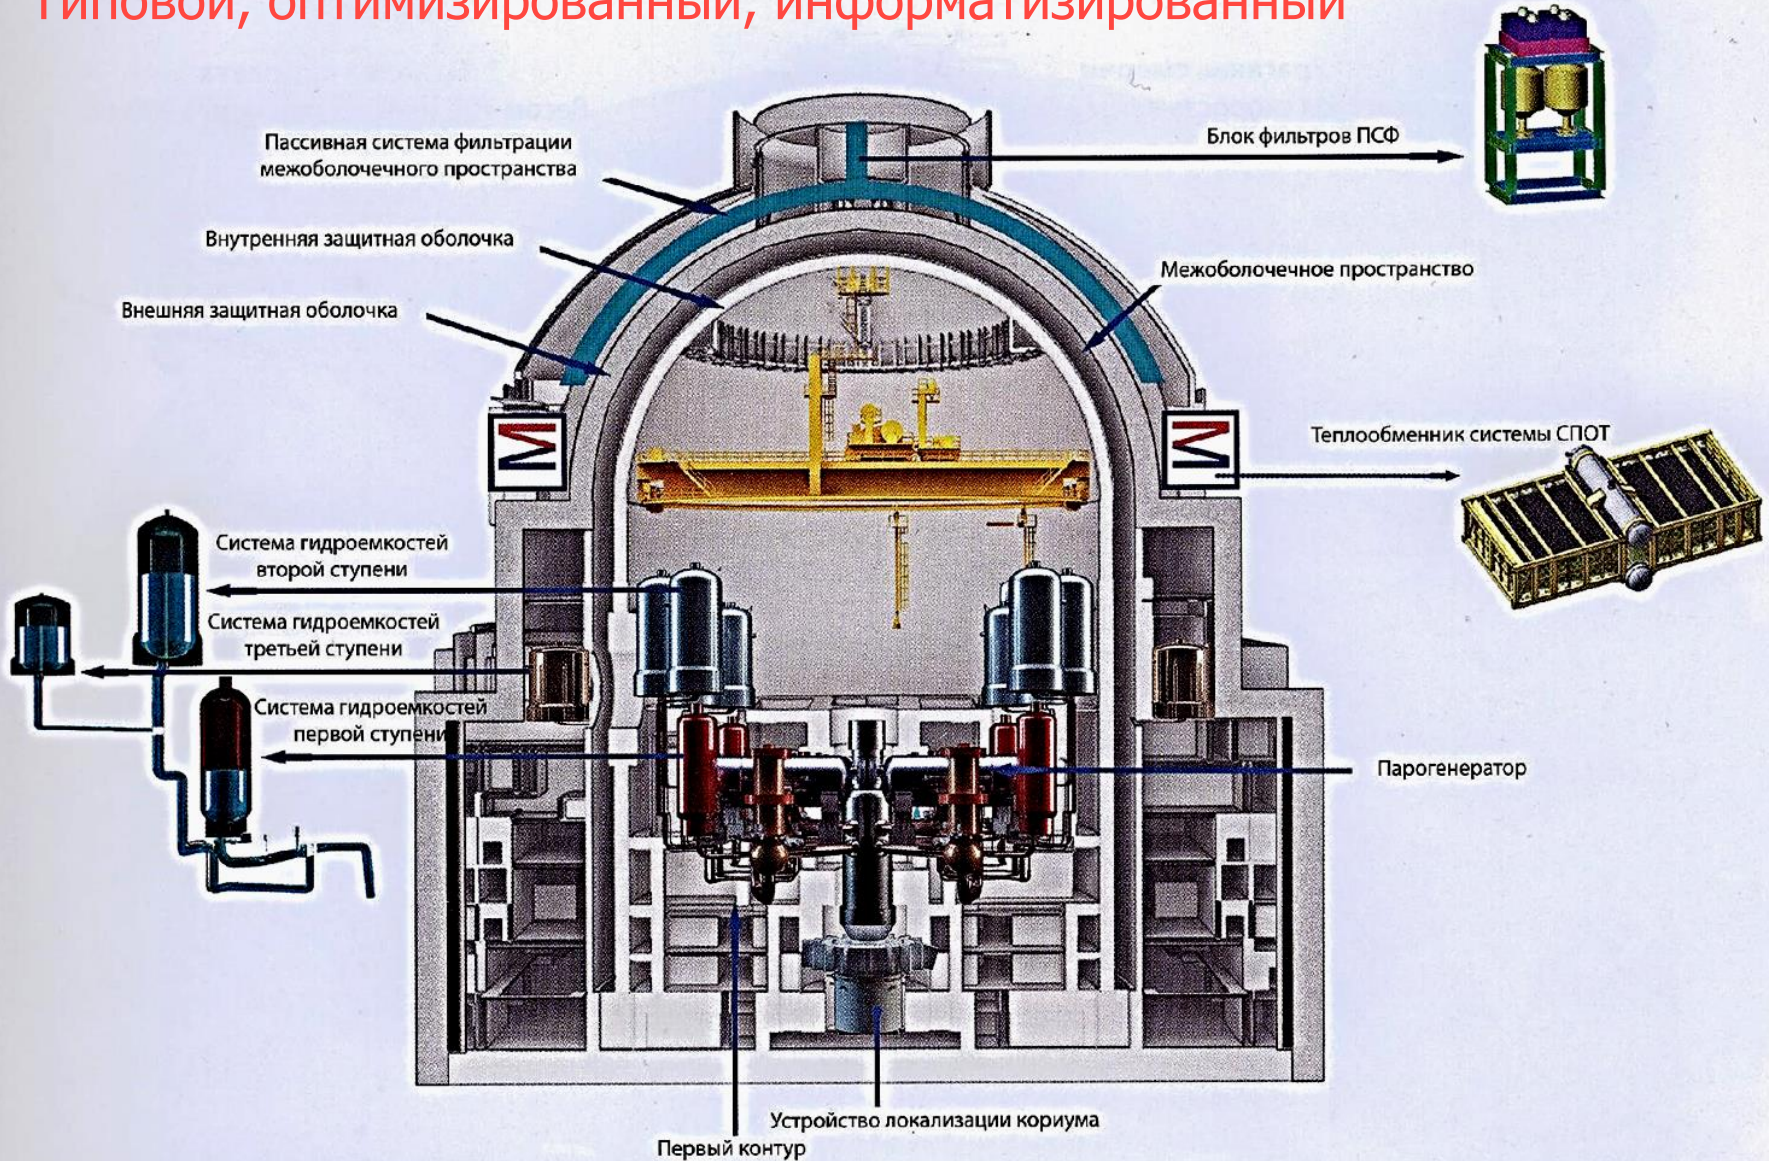 типовой, оптимизированный, информатизированный
Пассивная система фильтрации
межоболочечного пространства
Блок фильтров ПСФ
Внутренняя защитная оболочка
Межоболочечное пространство
Внешняя защитная оболочка
Теплообменник системы СПОТ
Система гидроемкостей
второй ступени
Система гидроемкостей
третьей ступени
Система гидроемкостей
первой ступени
Парогенератор
Устройство локализации кориума
Первый контур